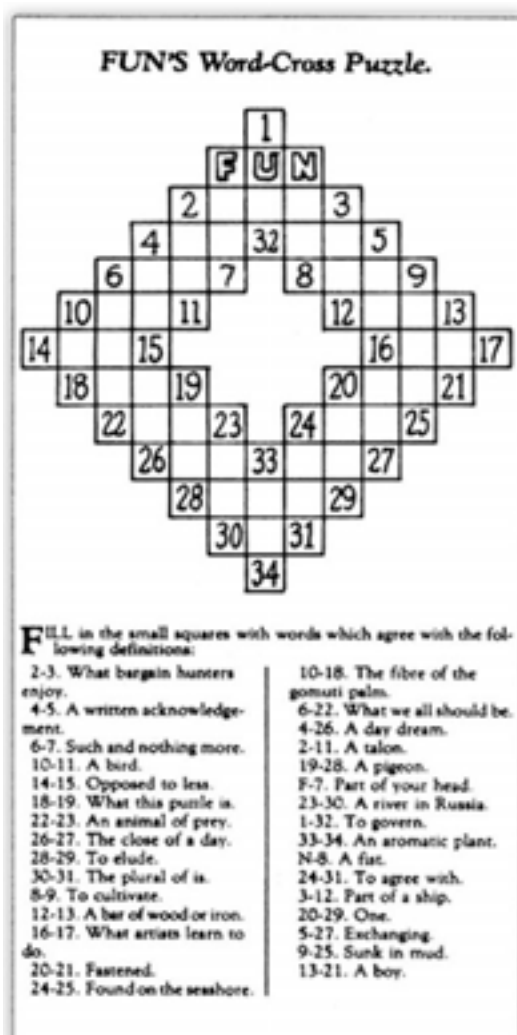 FUN'S Word-Cross Puzzle.
1
F U N
2 3
4 32 5
6 7 8 9
10 11 12 13
14 15 16 17
18 19 20 21
22 23 24 25
26 33 27
28 29
30 31
34
FILL in the small squares with words which agree with the fol-
lowing definitions:
2-3. What bargain hunters
enjoy.
4-5. A written acknowledge-
ment.
6-7. Such and nothing more.
10-11. A bird.
14-15. Opposed to less.
18-19. What this puzzle is.
22-23. An animal of prey.
26-27. The close of a day.
28-29. To elude.
30-31. The plural of is.
8-9. To cultivate.
12-13. A bar of wood or iron.
16-17. What artists learn to
do.
20-21. Fastened.
24-25. Found on the seashore.
10-18. The fibre of the
gomuti palm.
6-22. What we all should be.
4-26. A day dream.
2-11. A talon.
19-28. A pigeon.
F-7. Part of your head.
23-30. A river in Russia.
1-32. To govern.
33-34. An aromatic plant.
N-8. A fist.
24-31. To agree with.
3-12. Part of a ship.
20-29. One.
5-27. Exchanging.
9-25. Sunk in mud.
13-21. A boy.